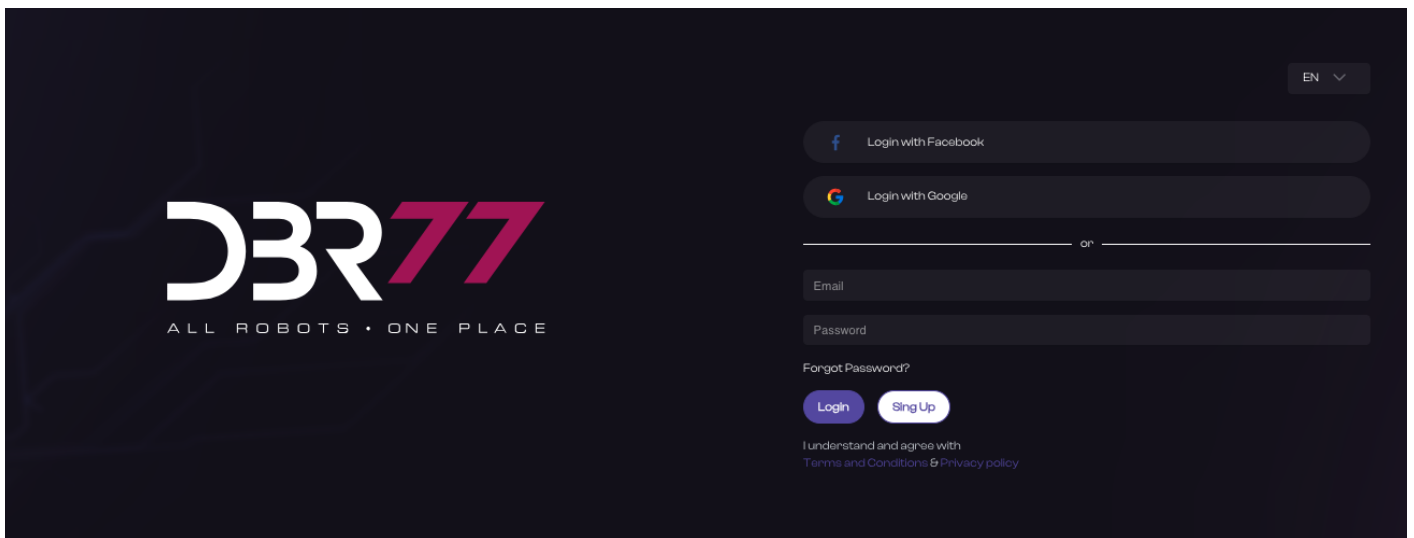 EN
Login with Facebook
Login with Google
DBR77
ALL ROBOTS • ONE PLACE
or
Email
Password
Forgot Password?
Login
Sing Up
I understand and agree with
Terms and Conditions & Privacy policy